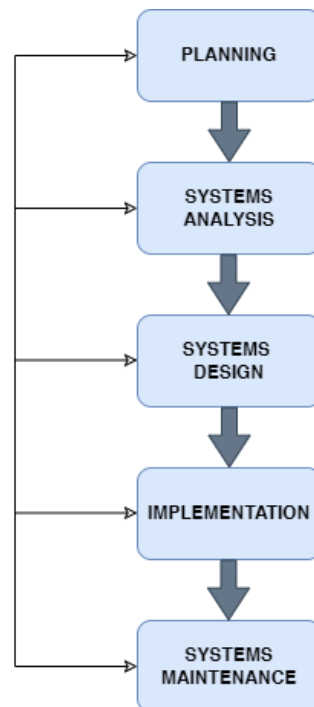 PLANNING
SYSTEMS
ANALYSIS
SYSTEMS
DESIGN
IMPLEMENTATION
SYSTEMS
MAINTENANCE